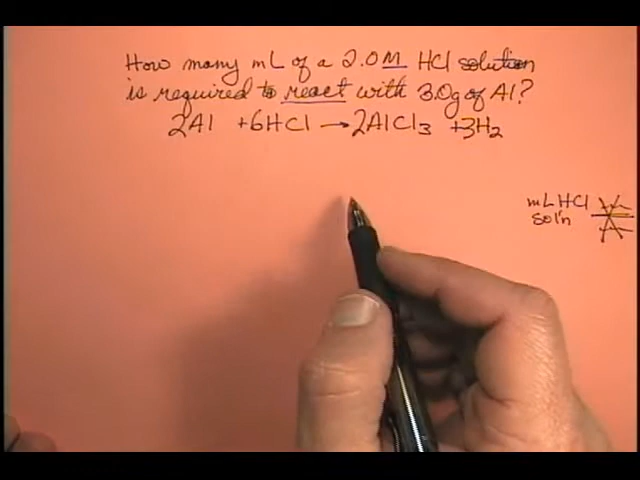 How many mL of a 2.0 M HCl solution
is required to react with 3.0g of Al?
2Al + 6HCl → 2AlCl3 + 3H2
mL HCl
sol'n